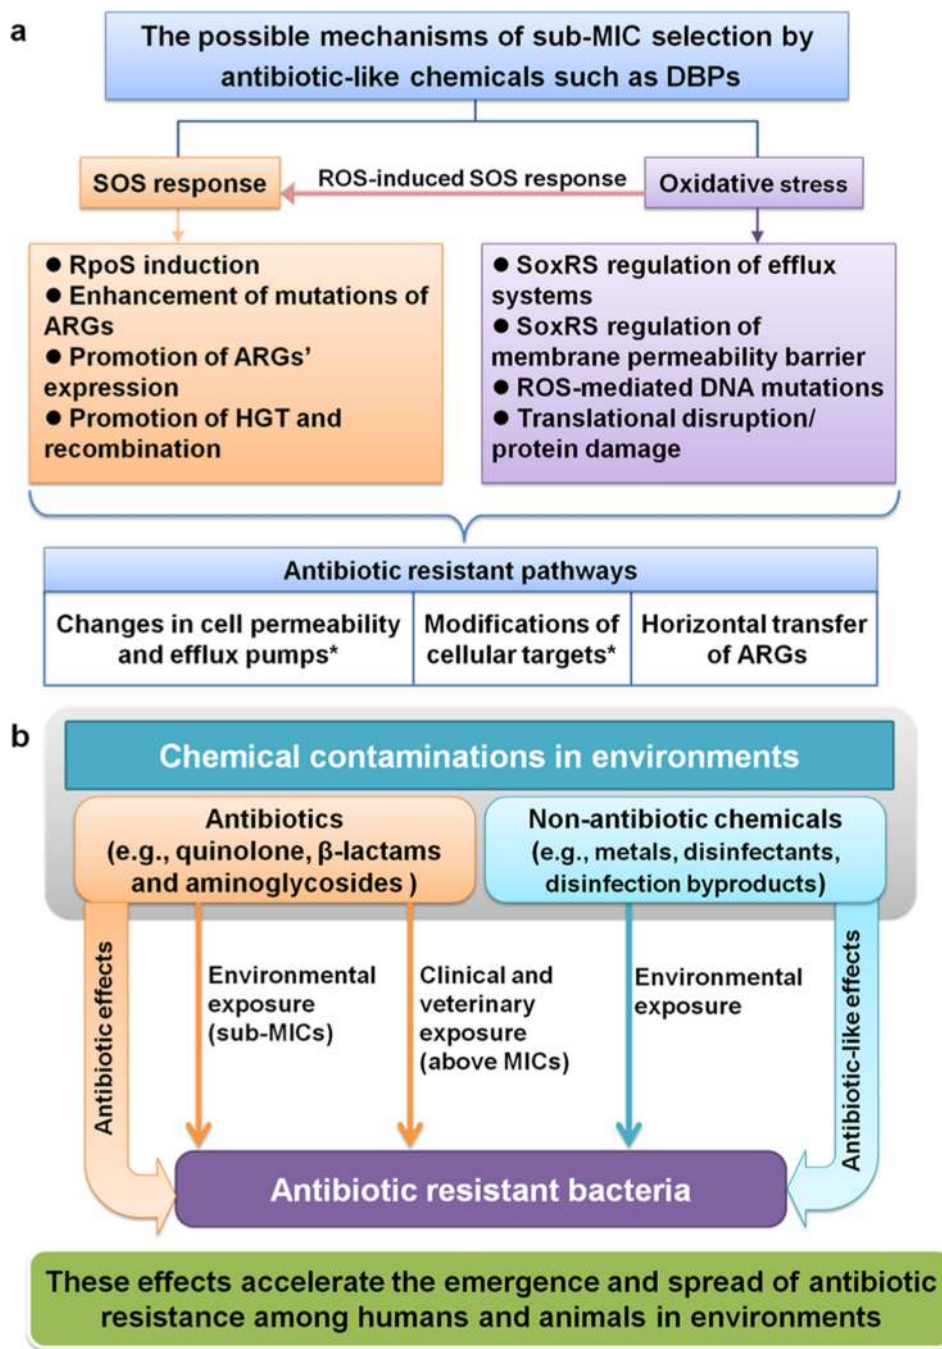 a
The possible mechanisms of sub-MIC selection by
antibiotic-like chemicals such as DBPs
SOS response
ROS-induced SOS response
Oxidative stress
● RpoS induction
● Enhancement of mutations of
ARGs
● Promotion of ARGs’
expression
● Promotion of HGT and
recombination
● SoxRS regulation of efflux
systems
● SoxRS regulation of
membrane permeability barrier
● ROS-mediated DNA mutations
● Translational disruption/
protein damage
Antibiotic resistant pathways
Changes in cell permeability
and efflux pumps*
Modifications of
cellular targets*
Horizontal transfer
of ARGs
b
Chemical contaminations in environments
Antibiotics
(e.g., quinolone, β-lactams
and aminoglycosides )
Non-antibiotic chemicals
(e.g., metals, disinfectants,
disinfection byproducts)
Antibiotic effects
Environmental
exposure
(sub-MICs)
Clinical and
veterinary
exposure
(above MICs)
Environmental
exposure
Antibiotic-like effects
Antibiotic resistant bacteria
These effects accelerate the emergence and spread of antibiotic
resistance among humans and animals in environments